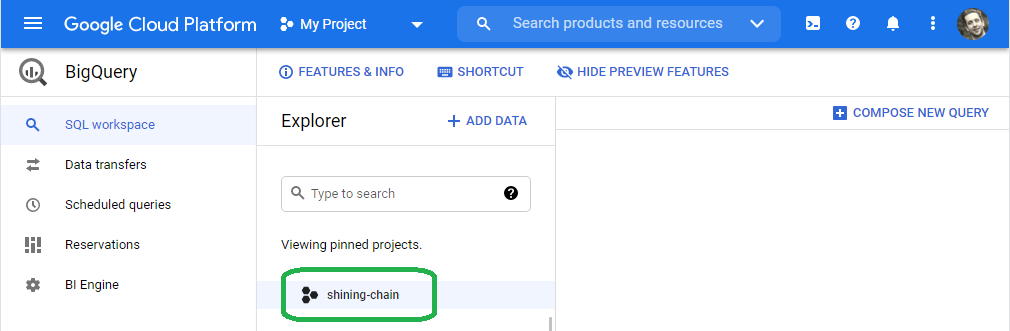 Google Cloud Platform My Project Search products and resources
BigQuery FEATURES & INFO SHORTCUT HIDE PREVIEW FEATURES
SQL workspace
Data transfers
Scheduled queries
Reservations
BI Engine
Explorer + ADD DATA
Type to search
Viewing pinned projects.
shining-chain
COMPOSE NEW QUERY